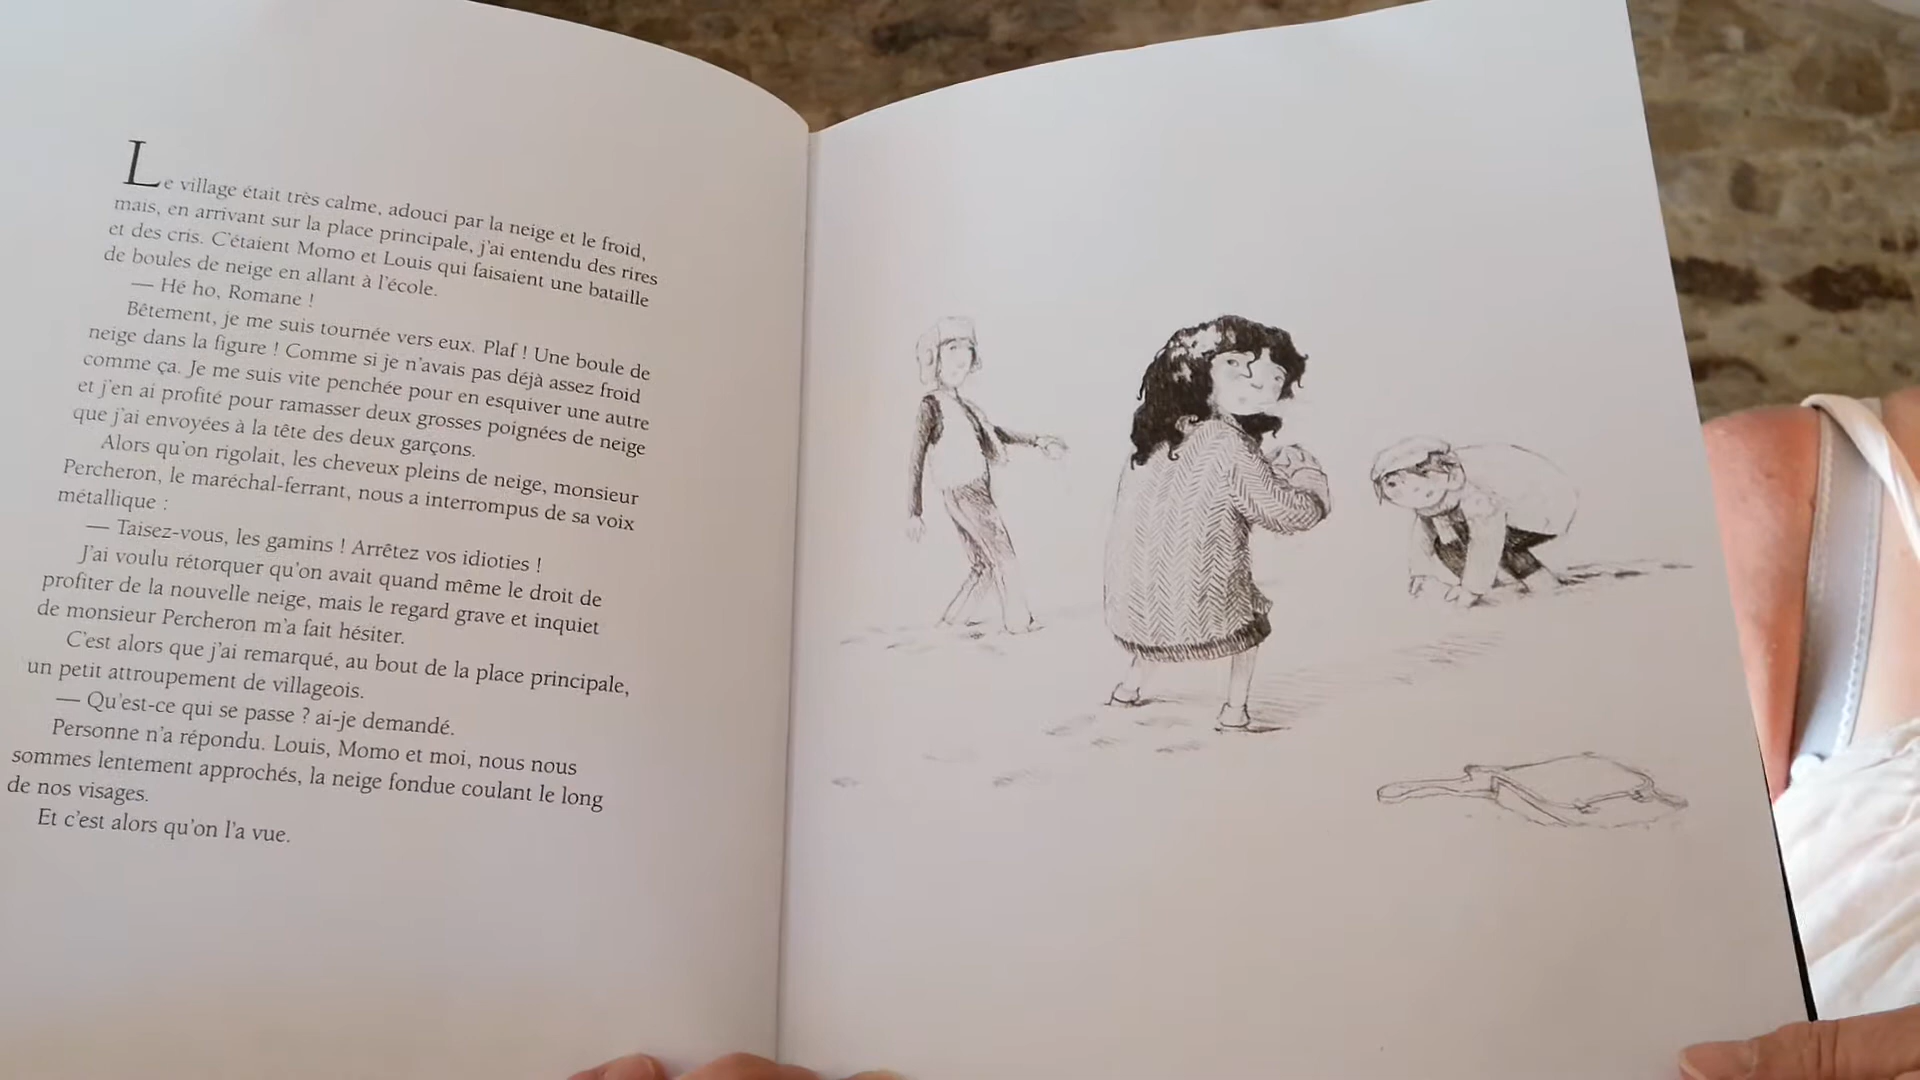 Le village était très calme, adouci par la neige et le froid,
mais, en arrivant sur la place principale, j'ai entendu des rires
et des cris. C'étaient Momo et Louis qui faisaient une bataille
de boules de neige en allant à l'école.
— Hé ho, Romane !
Bêtement, je me suis tournée vers eux. Plaf ! Une boule de
neige dans la figure ! Comme si je n'avais pas déjà assez froid
comme ça. Je me suis vite penchée pour en esquiver une autre
et j'en ai profité pour ramasser deux grosses poignées de neige
que j'ai envoyées à la tête des deux garçons.
Alors qu'on rigolait, les cheveux pleins de neige, monsieur
Percheron, le maréchal-ferrant, nous a interrompus de sa voix
métallique :
— Taisez-vous, les gamins ! Arrêtez vos idioties !
J'ai voulu rétorquer qu'on avait quand même le droit de
profiter de la nouvelle neige, mais le regard grave et inquiet
de monsieur Percheron m'a fait hésiter.
C'est alors que j'ai remarqué, au bout de la place principale,
un petit attroupement de villageois.
— Qu'est-ce qui se passe ? ai-je demandé.
Personne n'a répondu. Louis, Momo et moi, nous nous
sommes lentement approchés, la neige fondue coulant le long
de nos visages.
Et c'est alors qu'on l'a vue.